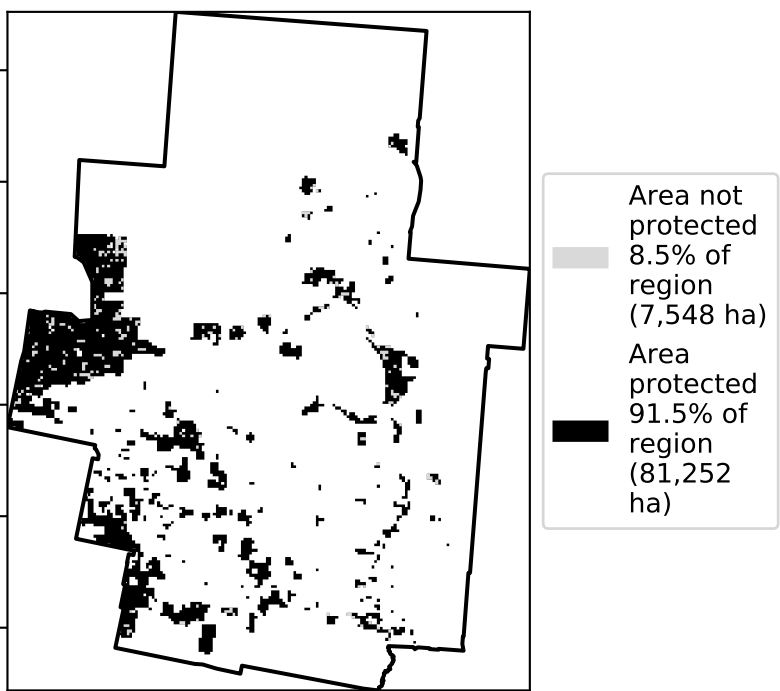 Area not
protected
8.5% of
region
(7,548 ha)
Area
protected
91.5% of
region
(81,252
ha)